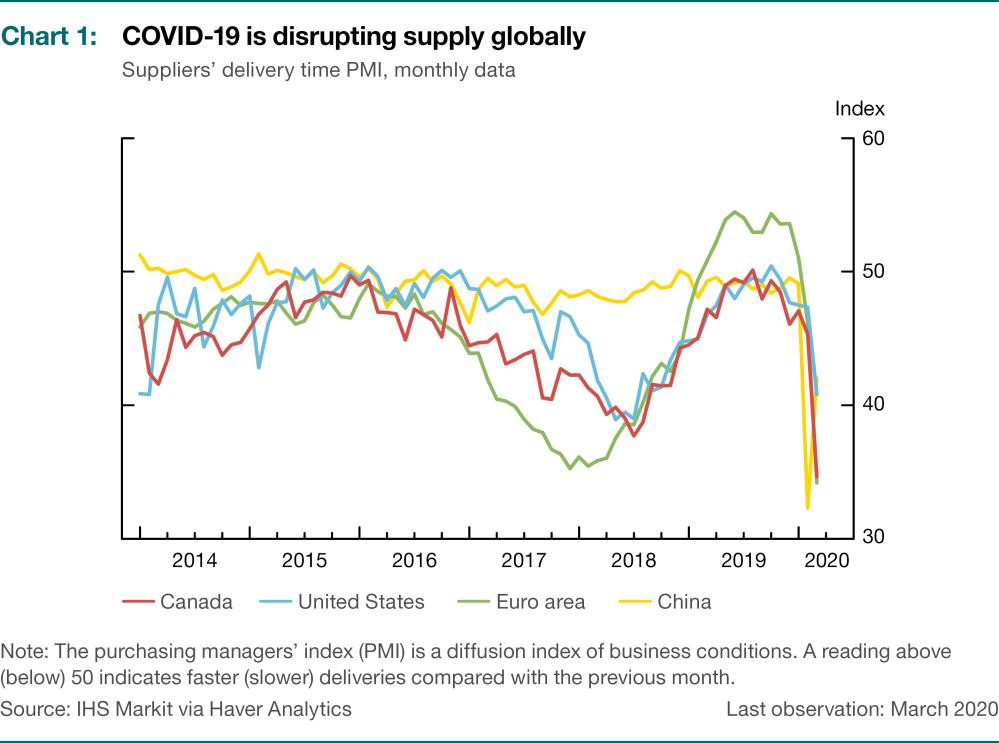 Chart 1: COVID-19 is disrupting supply globally
Suppliers’ delivery time PMI, monthly data
Index
60
50
40
30
2014 2015 2016 2017 2018 2019 2020
Canada United States Euro area China
Note: The purchasing managers’ index (PMI) is a diffusion index of business conditions. A reading above
(below) 50 indicates faster (slower) deliveries compared with the previous month.
Source: IHS Markit via Haver Analytics Last observation: March 2020